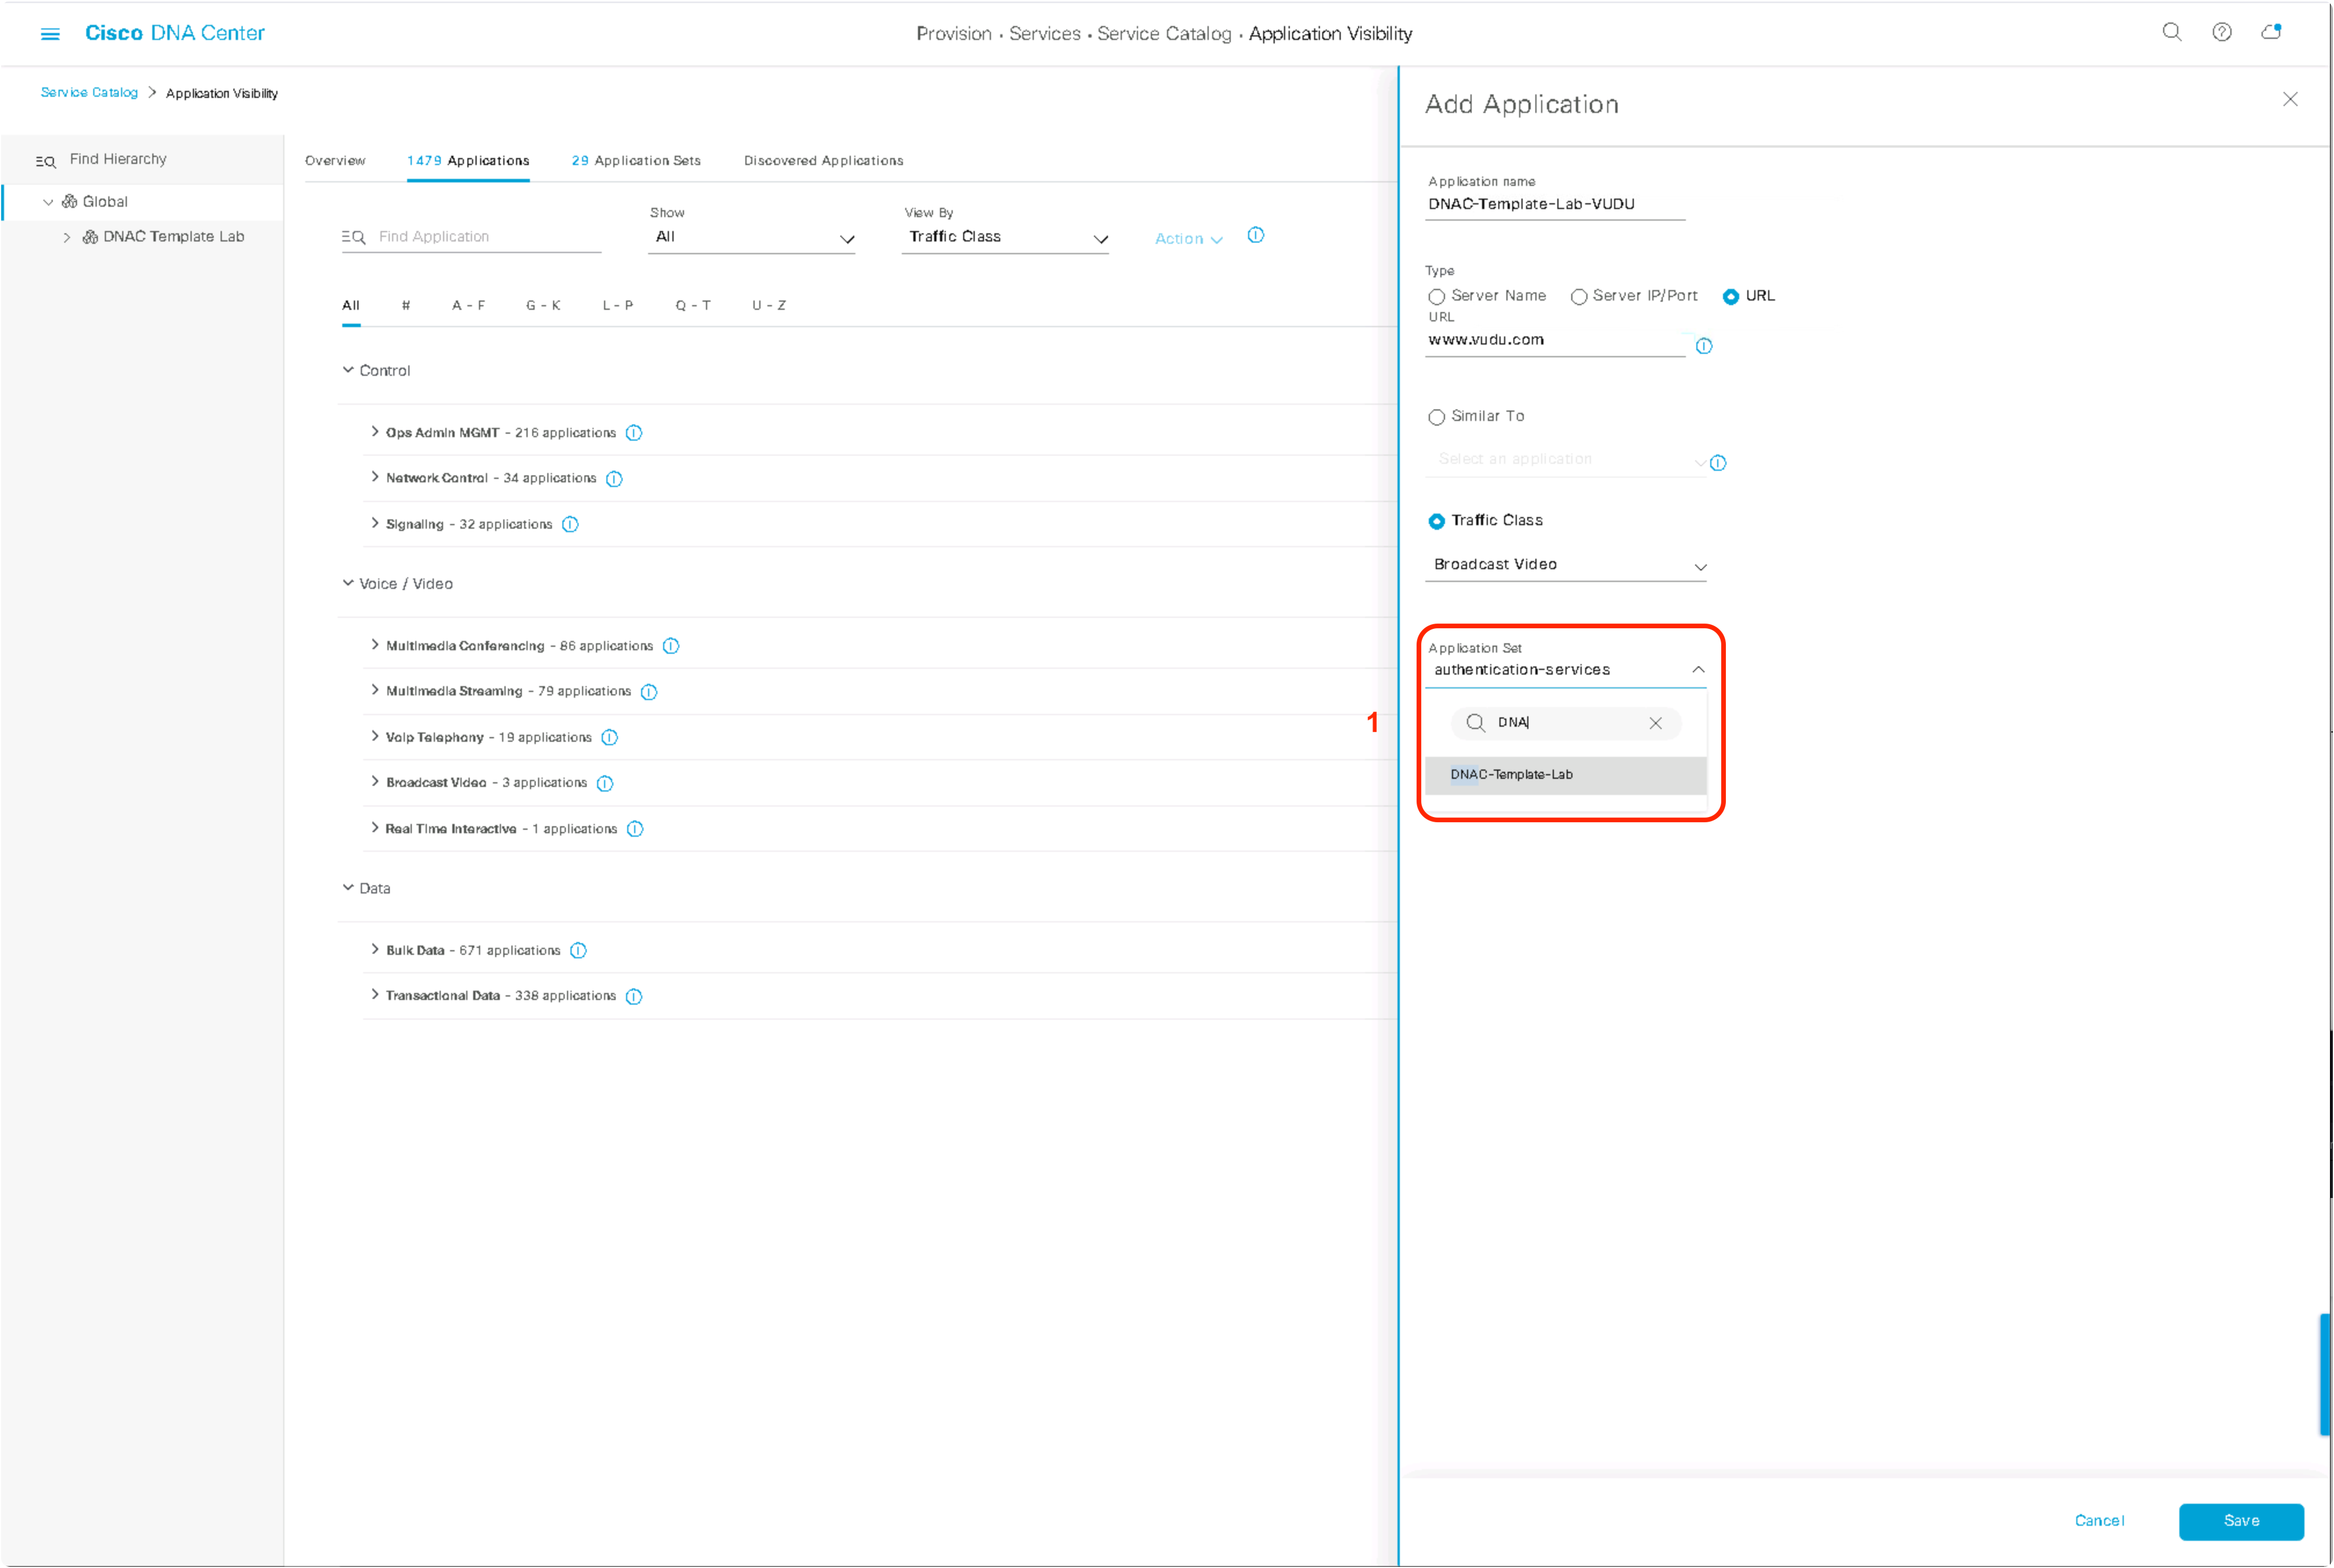 Cisco DNA Center
Provision • Services • Service Catalog • Application Visibility
Service Catalog > Application Visibility
Find Hierarchy
Global
DNAC Template Lab
Overview
1479 Applications
29 Application Sets
Discovered Applications
Find Application
Show
All
View By
Traffic Class
Action
All # A - F G - K L - P Q - T U - Z
Control
Ops Admin MGMT - 216 applications
Network Control - 34 applications
Signaling - 32 applications
Voice / Video
Multimedia Conferencing - 86 applications
Multimedia Streaming - 79 applications
Voip Telephony - 19 applications
Broadcast Video - 3 applications
Real Time Interactive - 1 applications
Data
Bulk Data - 671 applications
Transactional Data - 338 applications
Add Application
Application name
DNAC-Template-Lab-VUDU
Type
Server Name Server IP/Port URL
URL
www.vudu.com
Similar To
Select an application
Traffic Class
Broadcast Video
1
Application Set
authentication-services
DNA
DNAC-Template-Lab
Cancel
Save